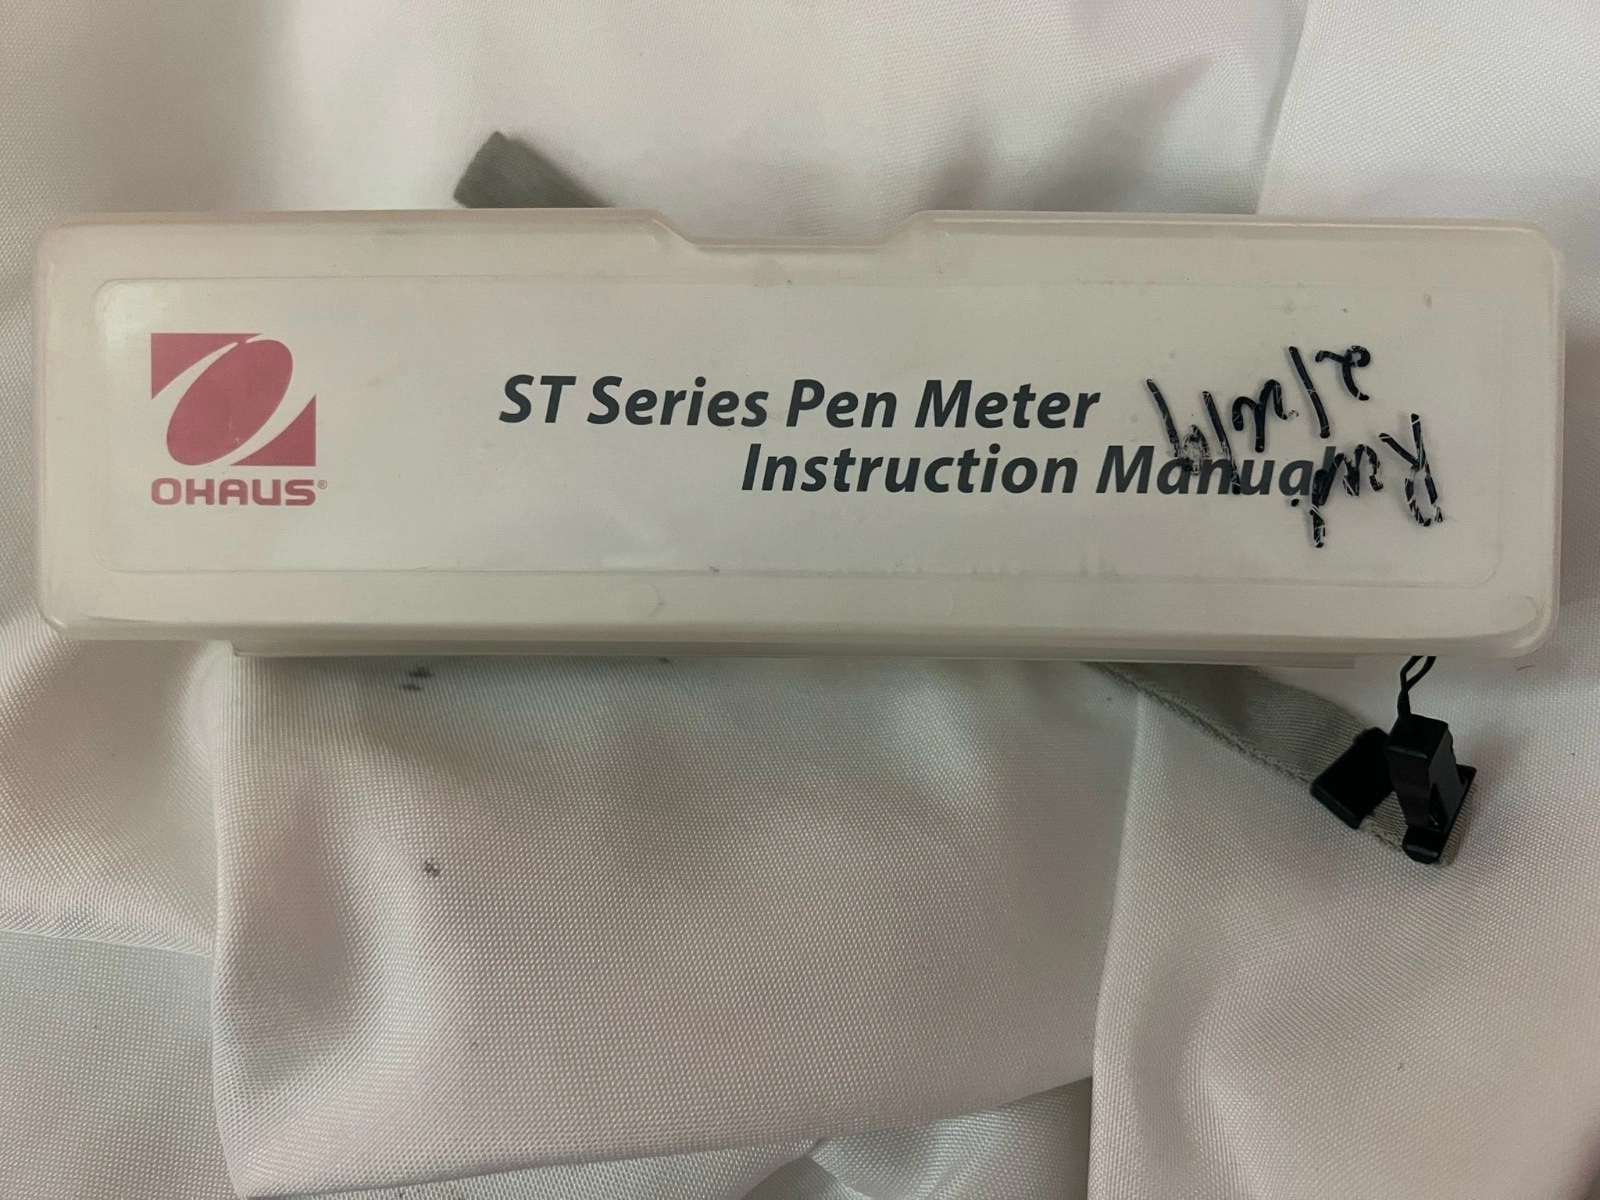 OHAUS®
ST Series Pen Meter
Instruction Manual